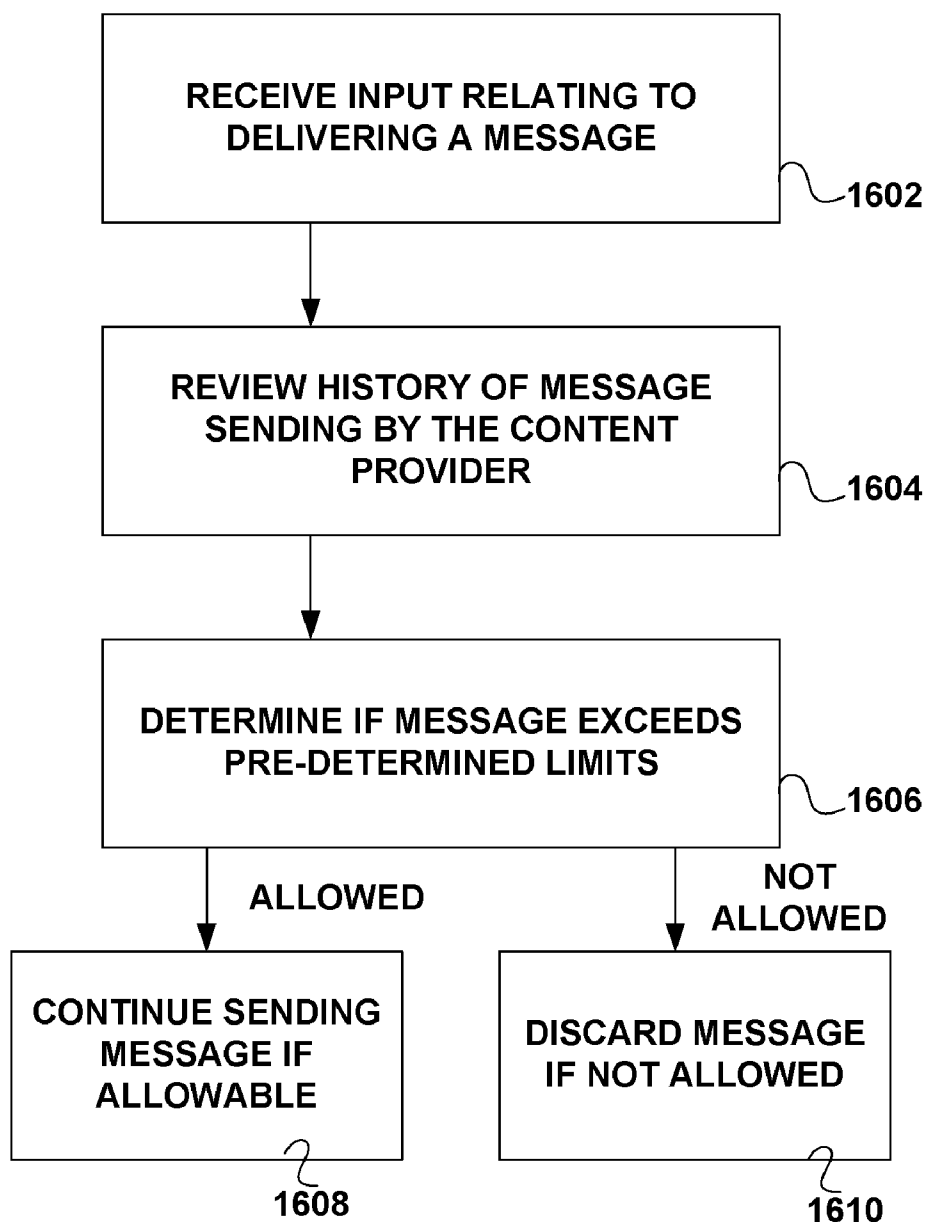 RECEIVE INPUT RELATING TO
DELIVERING A MESSAGE
1602
REVIEW HISTORY OF MESSAGE
SENDING BY THE CONTENT
PROVIDER
1604
DETERMINE IF MESSAGE EXCEEDS
PRE-DETERMINED LIMITS
1606
ALLOWED
NOT
ALLOWED
CONTINUE SENDING
MESSAGE IF
ALLOWABLE
1608
DISCARD MESSAGE
IF NOT ALLOWED
1610